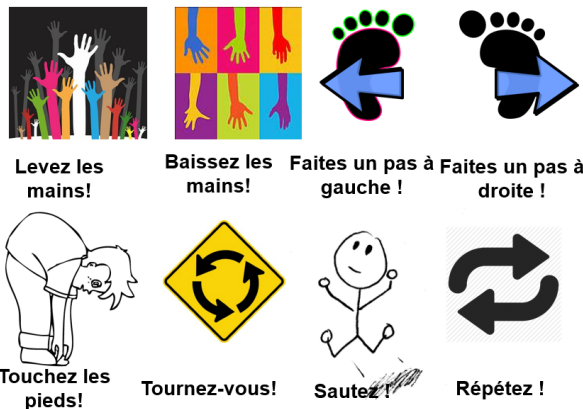 Levez les
mains!
Baissez les
mains!
Faites un pas à
gauche !
Faites un pas à
droite !
Touchez les
pieds!
Tournez-vous!
Sautez !
Répétez !